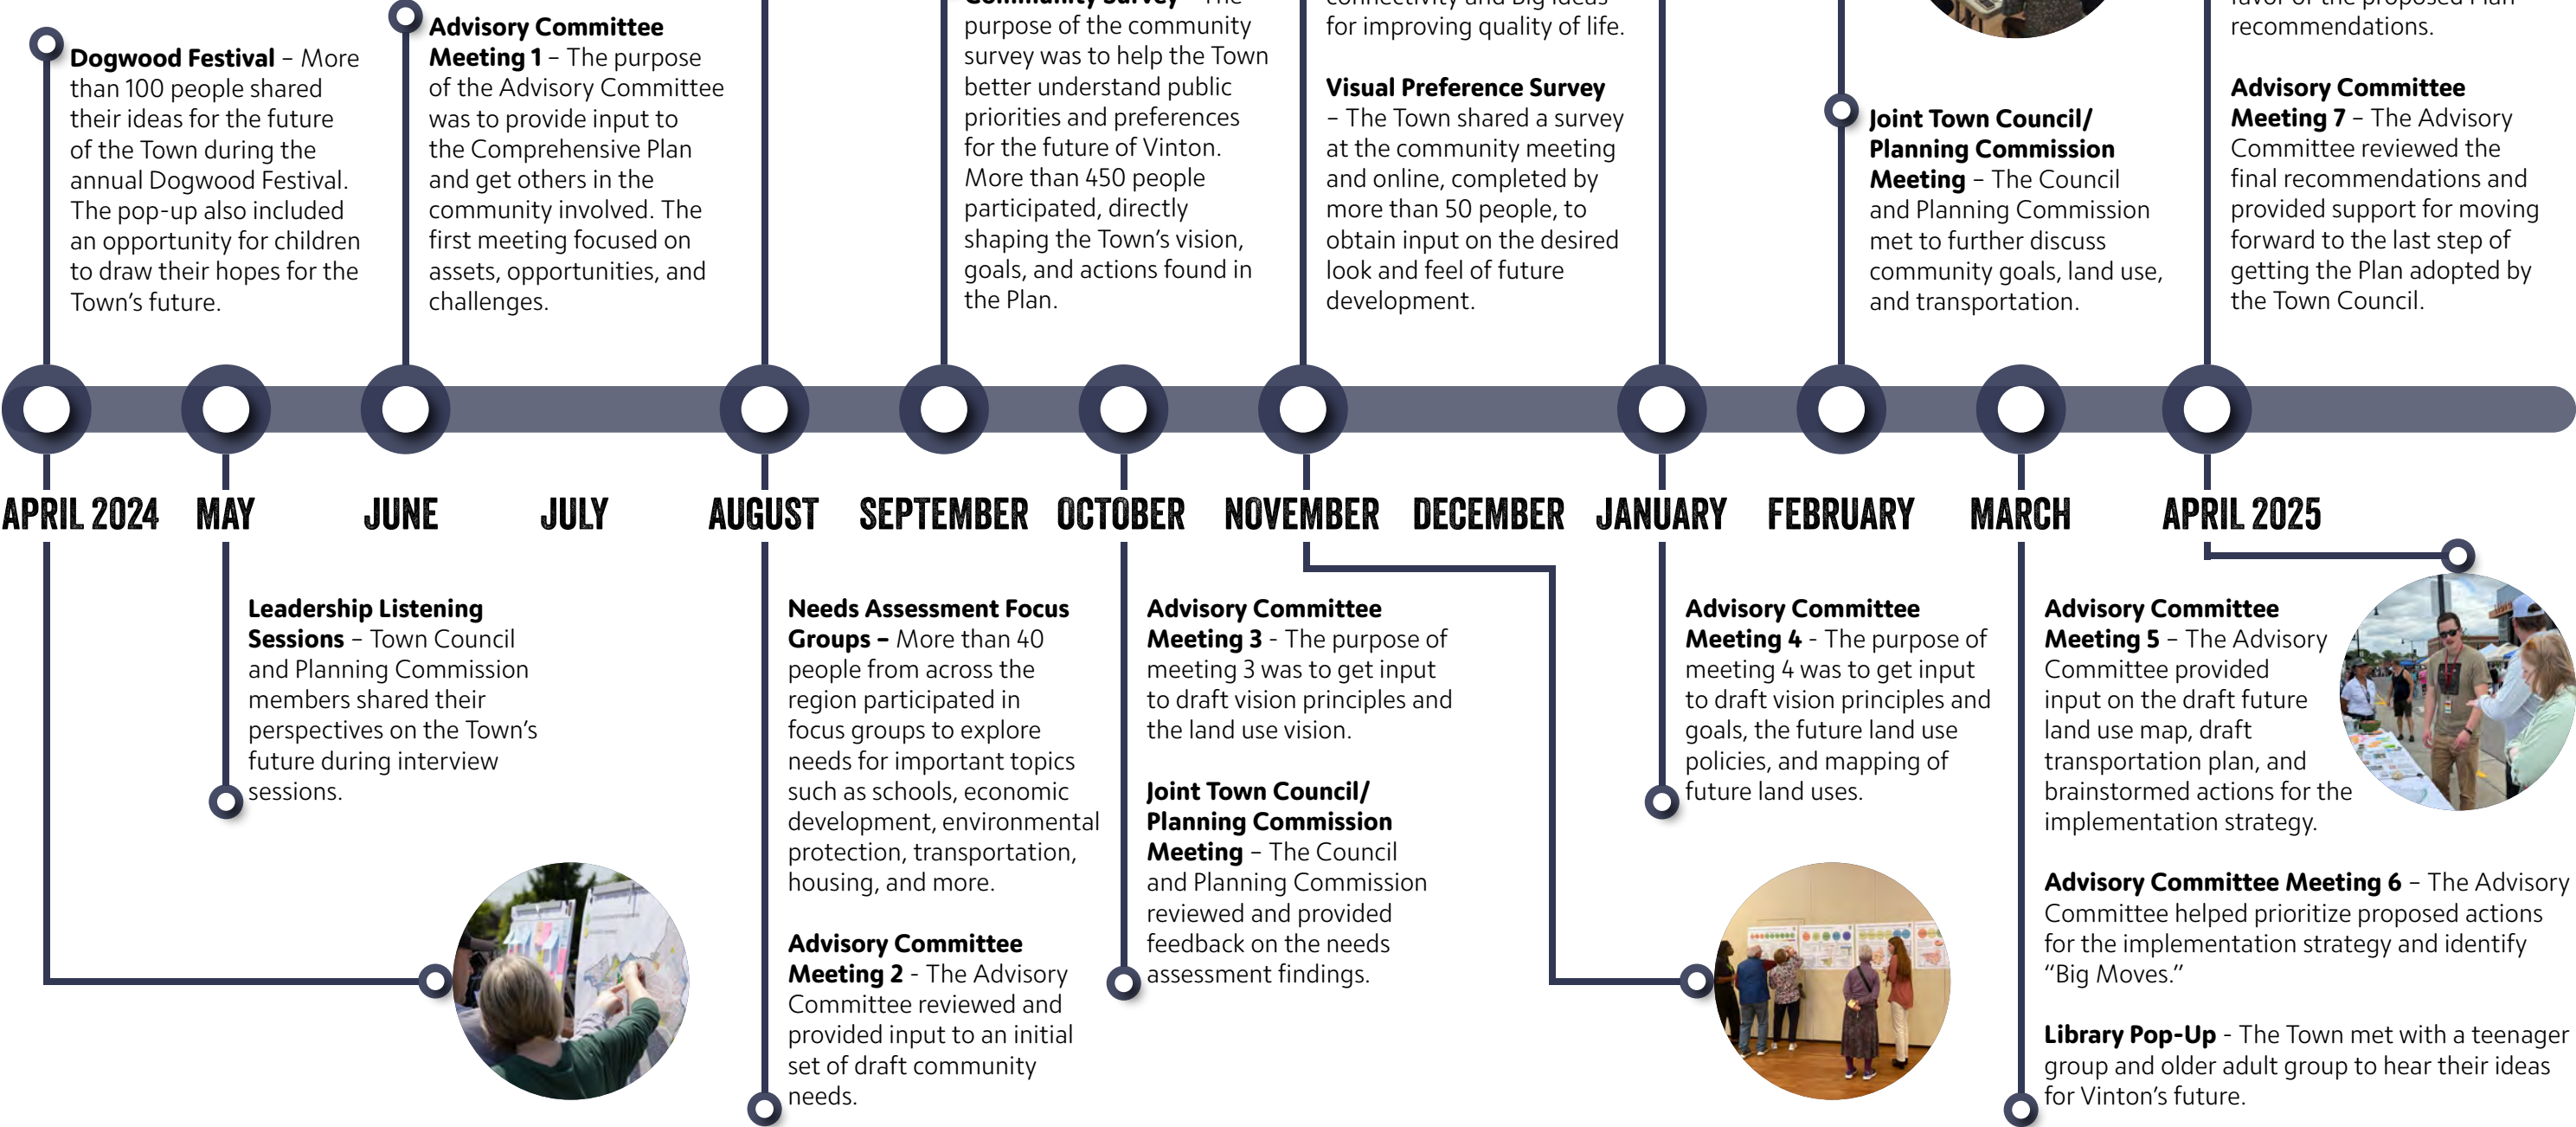 Dogwood Festival – More
than 100 people shared
their ideas for the future
of the Town during the
annual Dogwood Festival.
The pop-up also included
an opportunity for children
to draw their hopes for the
Town's future.
Advisory Committee
Meeting 1 – The purpose
of the Advisory Committee
was to provide input to
the Comprehensive Plan
and get others in the
community involved. The
first meeting focused on
assets, opportunities, and
challenges.
Community Survey – The
purpose of the community
survey was to help the Town
better understand public
priorities and preferences
for the future of Vinton.
More than 450 people
participated, directly
shaping the Town's vision,
goals, and actions found in
the Plan.
connectivity and Big Ideas
for improving quality of life.
Visual Preference Survey
– The Town shared a survey
at the community meeting
and online, completed by
more than 50 people, to
obtain input on the desired
look and feel of future
development.
Joint Town Council/
Planning Commission
Meeting – The Council
and Planning Commission
met to further discuss
community goals, land use,
and transportation.
favor of the proposed Plan
recommendations.
Advisory Committee
Meeting 7 – The Advisory
Committee reviewed the
final recommendations and
provided support for moving
forward to the last step of
getting the Plan adopted by
the Town Council.
APRIL 2024 MAY JUNE JULY AUGUST SEPTEMBER OCTOBER NOVEMBER DECEMBER JANUARY FEBRUARY MARCH APRIL 2025
Leadership Listening
Sessions – Town Council
and Planning Commission
members shared their
perspectives on the Town's
future during interview
sessions.
Needs Assessment Focus
Groups – More than 40
people from across the
region participated in
focus groups to explore
needs for important topics
such as schools, economic
development, environmental
protection, transportation,
housing, and more.
Advisory Committee
Meeting 2 - The Advisory
Committee reviewed and
provided input to an initial
set of draft community
needs.
Advisory Committee
Meeting 3 - The purpose of
meeting 3 was to get input
to draft vision principles and
the land use vision.
Joint Town Council/
Planning Commission
Meeting – The Council
and Planning Commission
reviewed and provided
feedback on the needs
assessment findings.
Advisory Committee
Meeting 4 - The purpose of
meeting 4 was to get input
to draft vision principles and
goals, the future land use
policies, and mapping of
future land uses.
Advisory Committee
Meeting 5 – The Advisory
Committee provided
input on the draft future
land use map, draft
transportation plan, and
brainstormed actions for the
implementation strategy.
Advisory Committee Meeting 6 – The Advisory
Committee helped prioritize proposed actions
for the implementation strategy and identify
“Big Moves.”
Library Pop-Up - The Town met with a teenager
group and older adult group to hear their ideas
for Vinton's future.